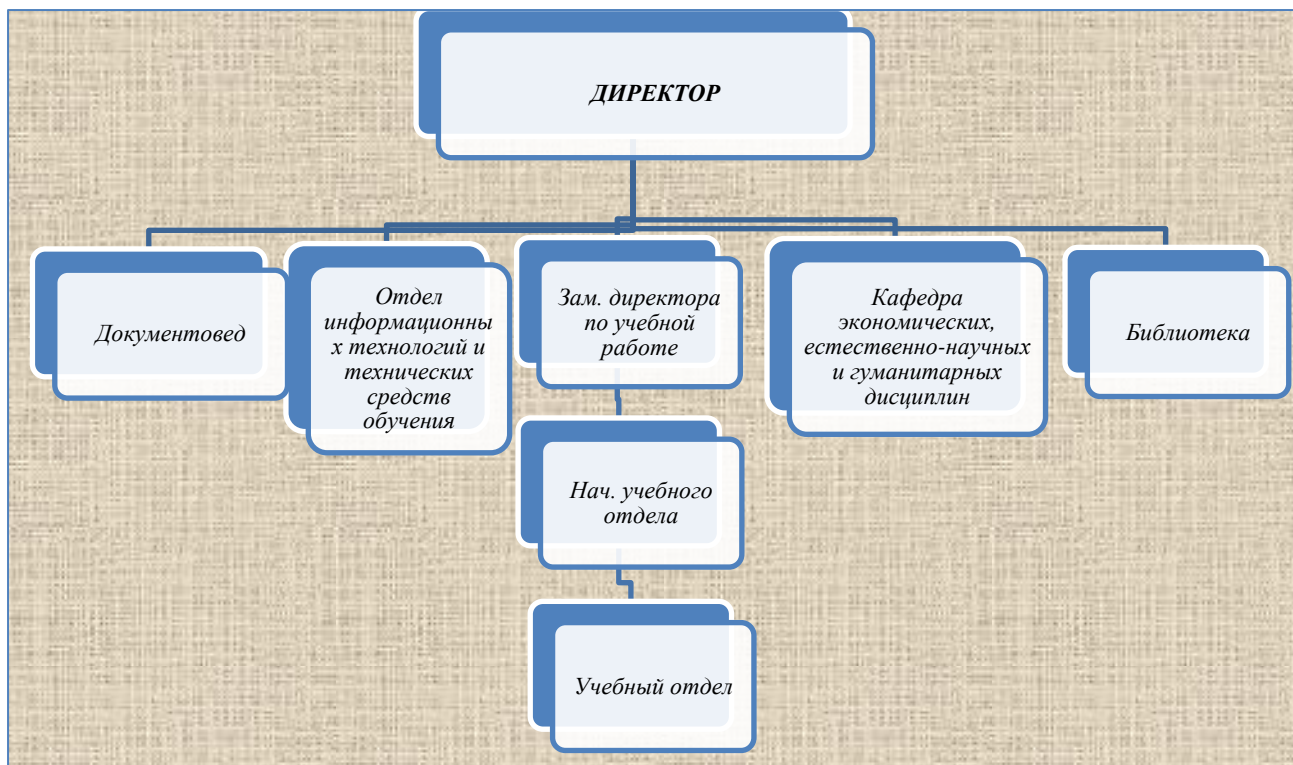 ДИРЕКТОР
Документовед
Отдел
информационны
х технологий и
технических
средств
обучения
Зам. директора
по учебной
работе
Кафедра
экономических,
естественно-научных
и гуманитарных
дисциплин
Библиотека
Нач. учебного
отдела
Учебный отдел